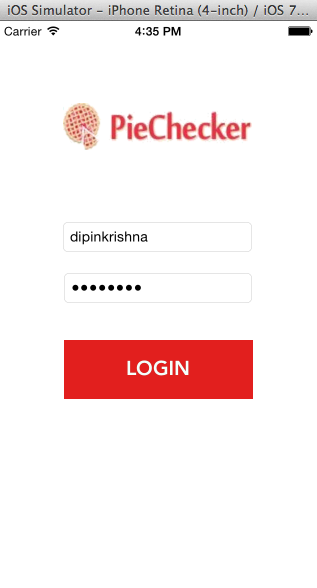 iOS Simulator - iPhone Retina (4-inch) / iOS 7...
Carrier 4:35 PM
PieChecker
dipinkrishna
••••••••
LOGIN